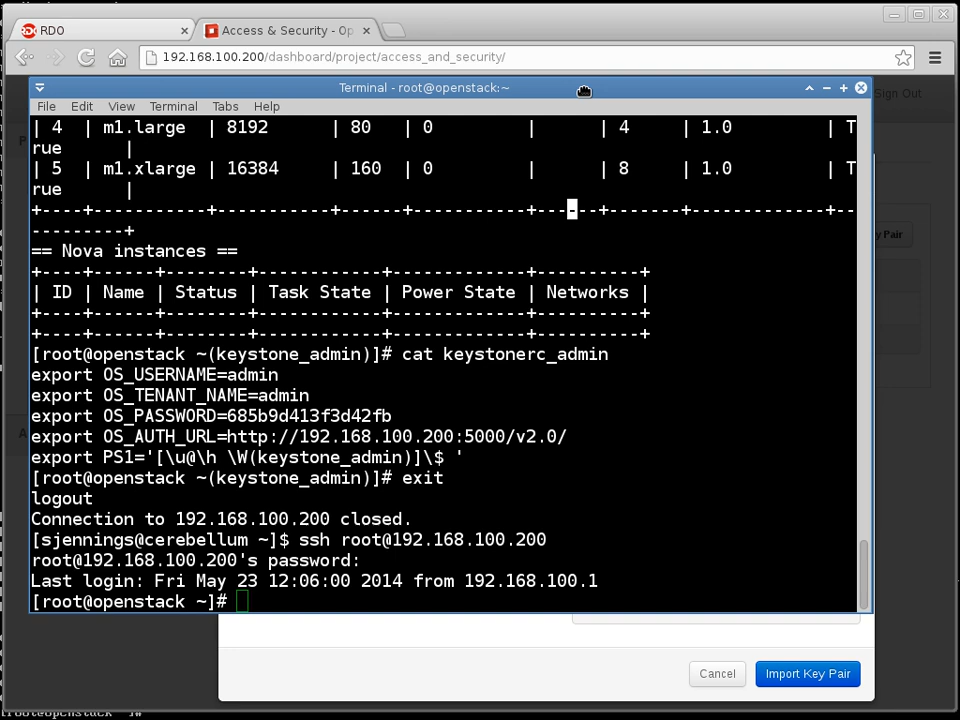 RDO
Access & Security - Op
192.168.100.200/dashboard/project/access_and_security/
Terminal - root@openstack:~
Sign Out
File Edit View Terminal Tabs Help
| 4 | m1.large | 8192 | 80 | 0 | | 4 | 1.0 | T
rue |
| 5 | m1.xlarge | 16384 | 160 | 0 | | 8 | 1.0 | T
rue |
+----+-----------+-----------+------+-----------+------+-------+-------------+--
---------+
== Nova instances ==
+----+------+--------+------------+-------------+----------+
| ID | Name | Status | Task State | Power State | Networks |
+----+------+--------+------------+-------------+----------+
+----+------+--------+------------+-------------+----------+
[root@openstack ~(keystone_admin)]# cat keystonerc_admin
export OS_USERNAME=admin
export OS_TENANT_NAME=admin
export OS_PASSWORD=685b9d413f3d42fb
export OS_AUTH_URL=http://192.168.100.200:5000/v2.0/
export PS1='[\u@\h \W(keystone_admin)]\$ '
[root@openstack ~(keystone_admin)]# exit
logout
Connection to 192.168.100.200 closed.
[sjennings@cerebellum ~]$ ssh root@192.168.100.200
root@192.168.100.200's password:
Last login: Fri May 23 12:06:00 2014 from 192.168.100.1
[root@openstack ~]#
y Pair
Cancel
Import Key Pair